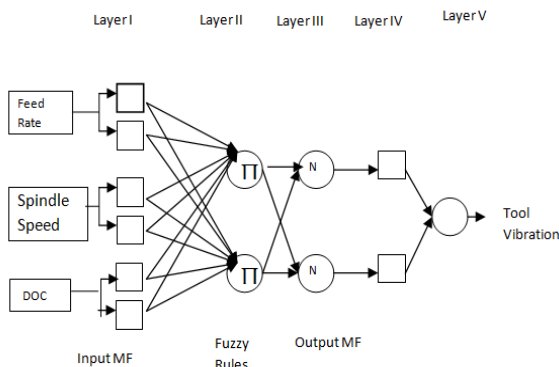 Layer I
Layer II
Layer III
Layer IV
Layer V
Feed
Rate
Spindle
Speed
DOC
∏
∏
N
N
Tool
Vibration
Input MF
Fuzzy
Rules
Output MF